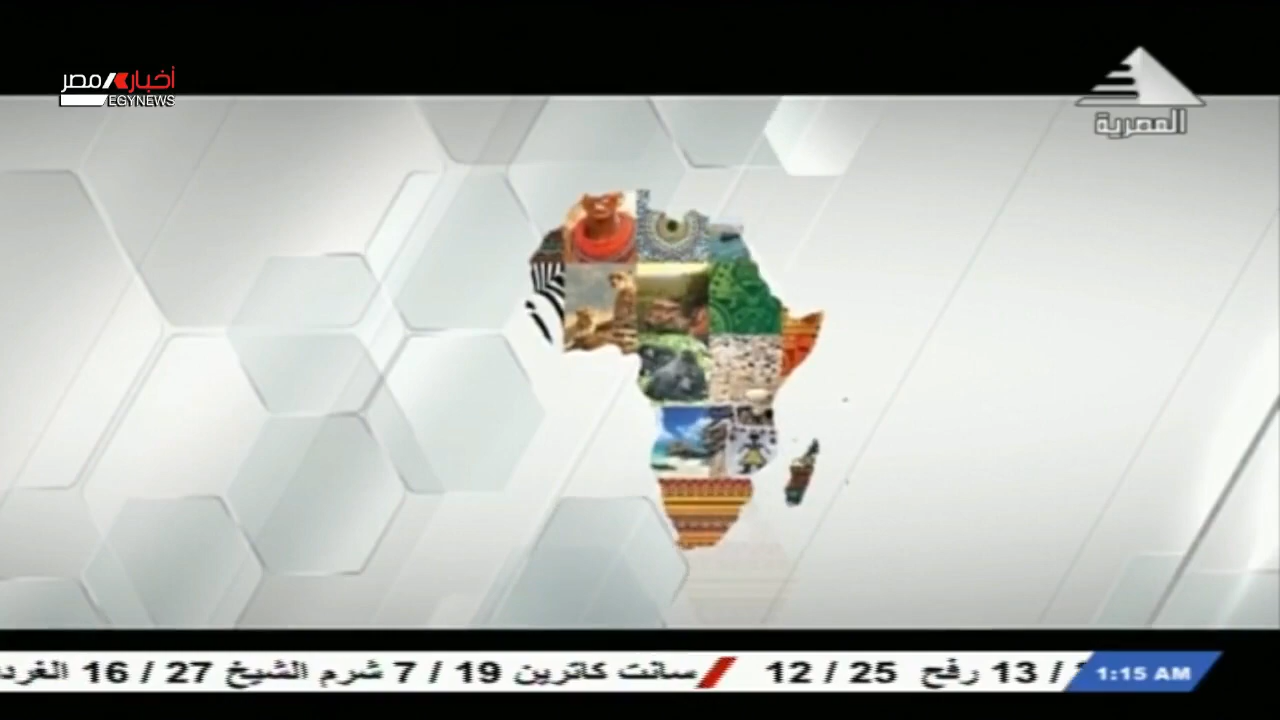 أخبار مصر
EGYNEWS
المصرية
/ 13 رفح 25 / 12 سانت كاترين 19 / 7 شرم الشيخ 27 / 16
1:15 AM